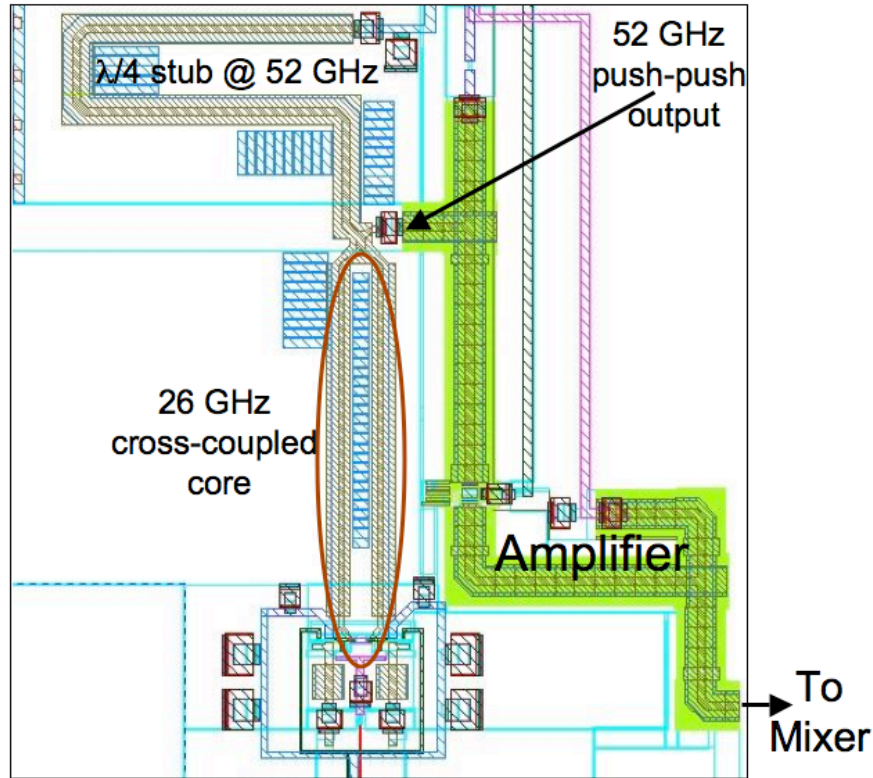 λ/4 stub @ 52 GHz
52 GHz
push-push
output
26 GHz
cross-coupled
core
Amplifier
To
Mixer